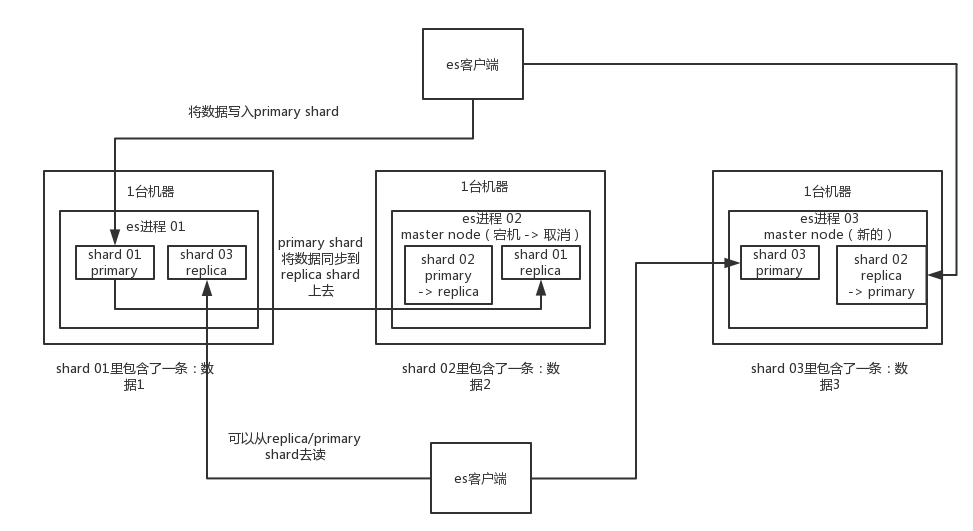 es客户端
将数据写入primary shard
1台机器
es进程 01
shard 01
primary
shard 03
replica
primary shard
将数据同步到
replica shard
上去
1台机器
es进程 02
master node（宕机 -> 取消）
shard 02
primary
-> replica
shard 01
replica
1台机器
es进程 03
master node（新的）
shard 03
primary
shard 02
replica
-> primary
shard 01里包含了一条：数
据1
shard 02里包含了一条：数
据2
shard 03里包含了一条：数
据3
可以从replica/primary
shard去读
es客户端